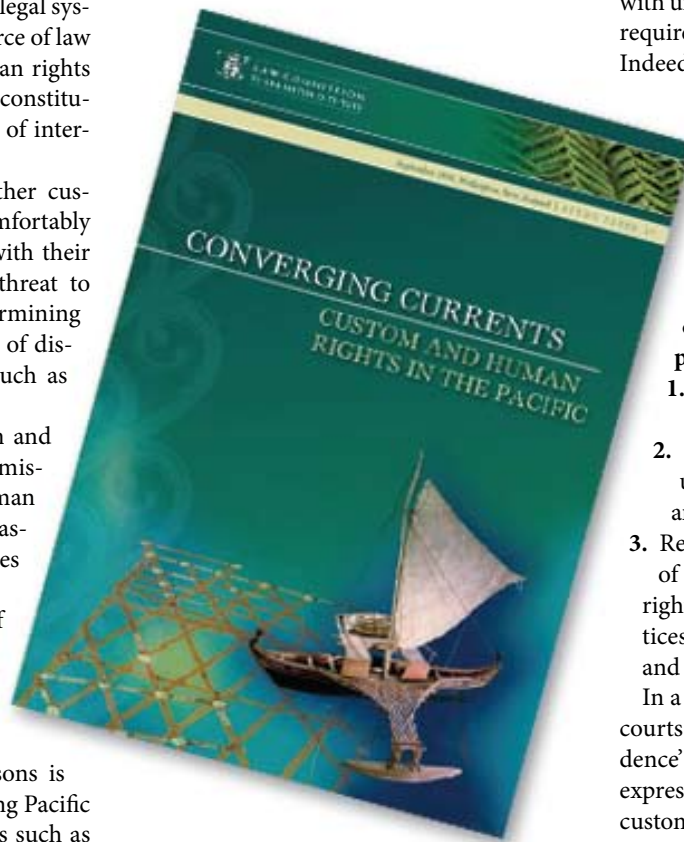 legal sys-
rce of law
an rights
constitu-
of inter-
ther cus-
mfortably
with their
threat to
rmining
of dis-
uch as
n and
mis-
man
as-
es
f
sons is
ng Pacific
s such as
LAW COMMISSION
CONVERGING CURRENTS
CUSTOM AND HUMAN
RIGHTS IN THE PACIFIC
require
Indeed
p
1.
2.
u
a
3. Re
of
righ
tices
and
In a
courts
dence’
expres
custon